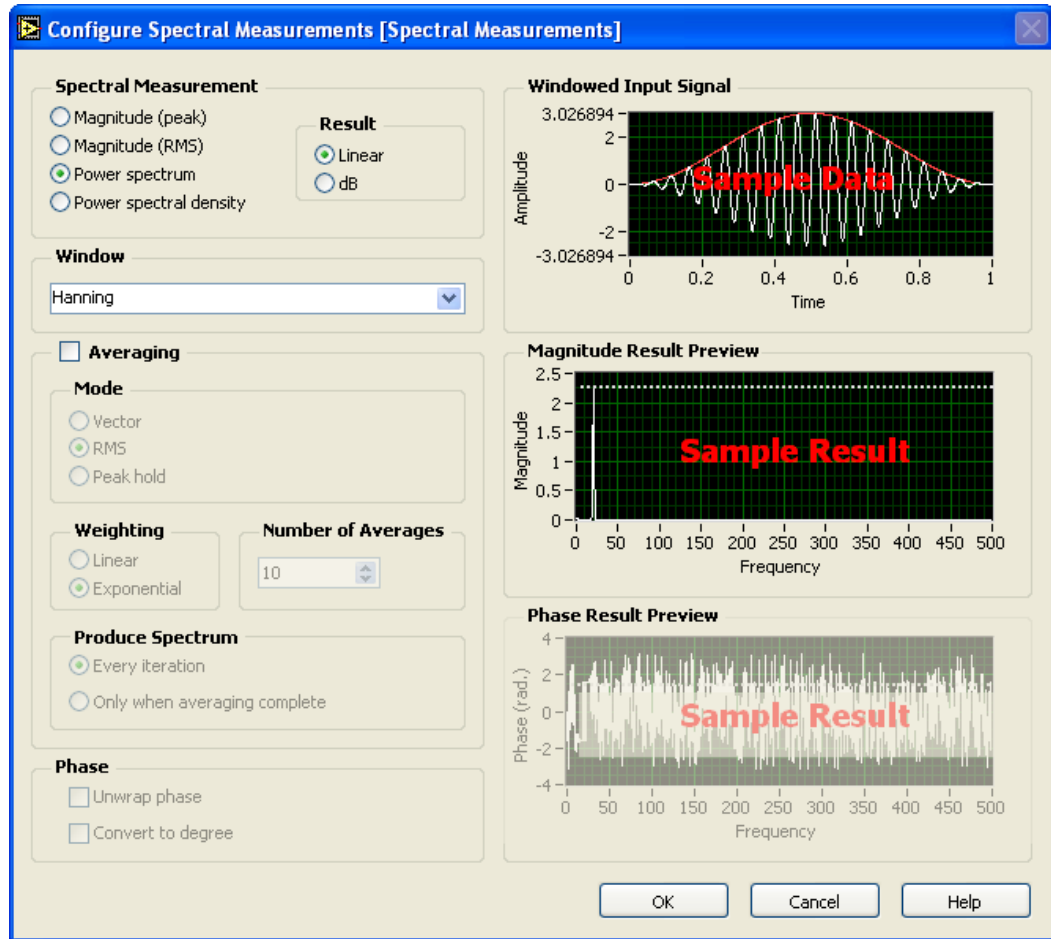 Configure Spectral Measurements [Spectral Measurements]
Spectral Measurement
Magnitude (peak)
Magnitude (RMS)
Power spectrum
Power spectral density
Result
Linear
dB
Window
Hanning
Averaging
Mode
Vector
RMS
Peak hold
Weighting
Linear
Exponential
Number of Averages
10
Produce Spectrum
Every iteration
Only when averaging complete
Phase
Unwrap phase
Convert to degree
Windowed Input Signal
3.026894
0
-2
-3.026894
Amplitude
Sample Data
0 0.2 0.4 0.6 0.8 1
Time
Magnitude Result Preview
2.5
2
1.5
1
0.5
0
Magnitude
Sample Result
0 50 100 150 200 250 300 350 400 450 500
Frequency
Phase Result Preview
4
2
0
-2
-4
Phase (rad.)
Sample Result
0 50 100 150 200 250 300 350 400 450 500
Frequency
OK Cancel Help